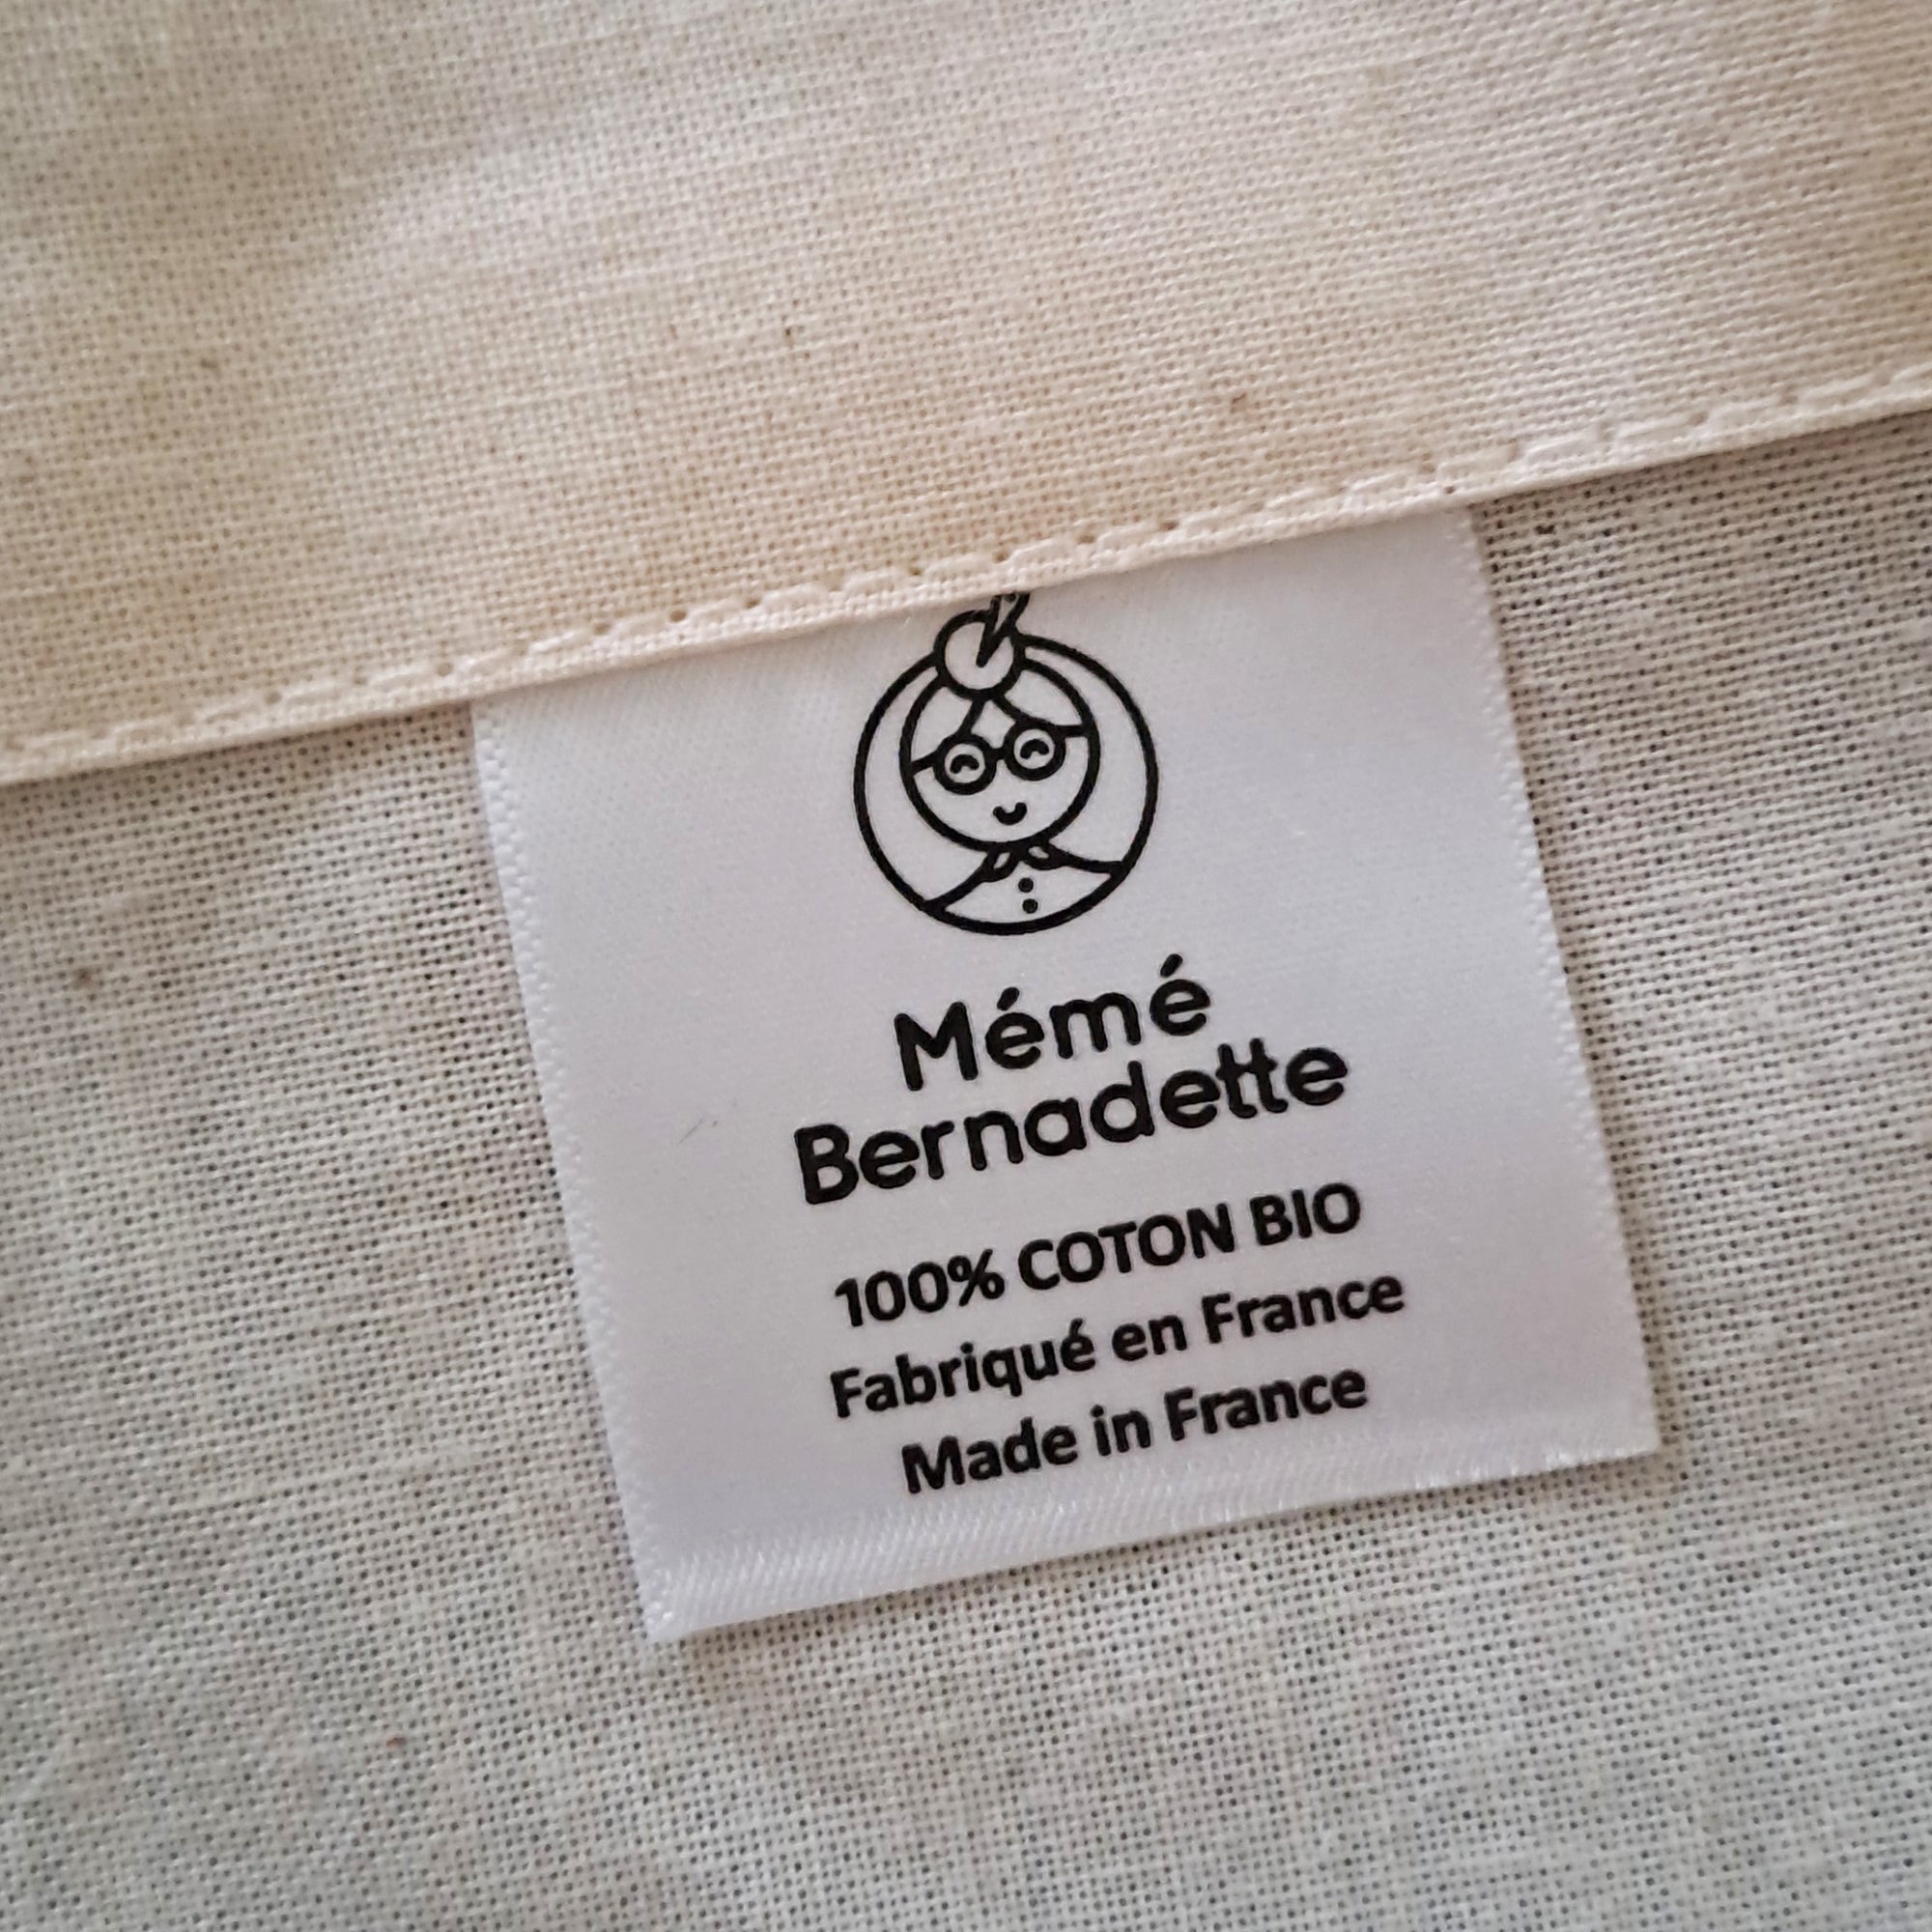 Mémé
Bernadette
100% COTON BIO
Fabriqué en France
Made in France